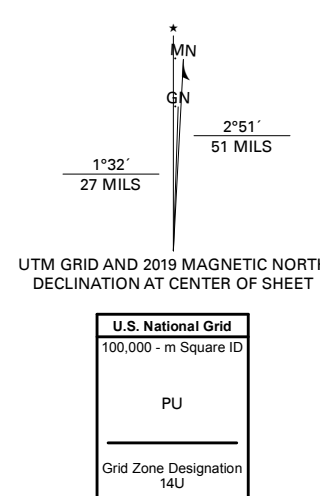 MN
GN
2°51´
51 MILS
1°32´
27 MILS
UTM GRID AND 2019 MAGNETIC NORTH
DECLINATION AT CENTER OF SHEET
U.S. National Grid
100,000 - m Square ID
PU
Grid Zone Designation
14U